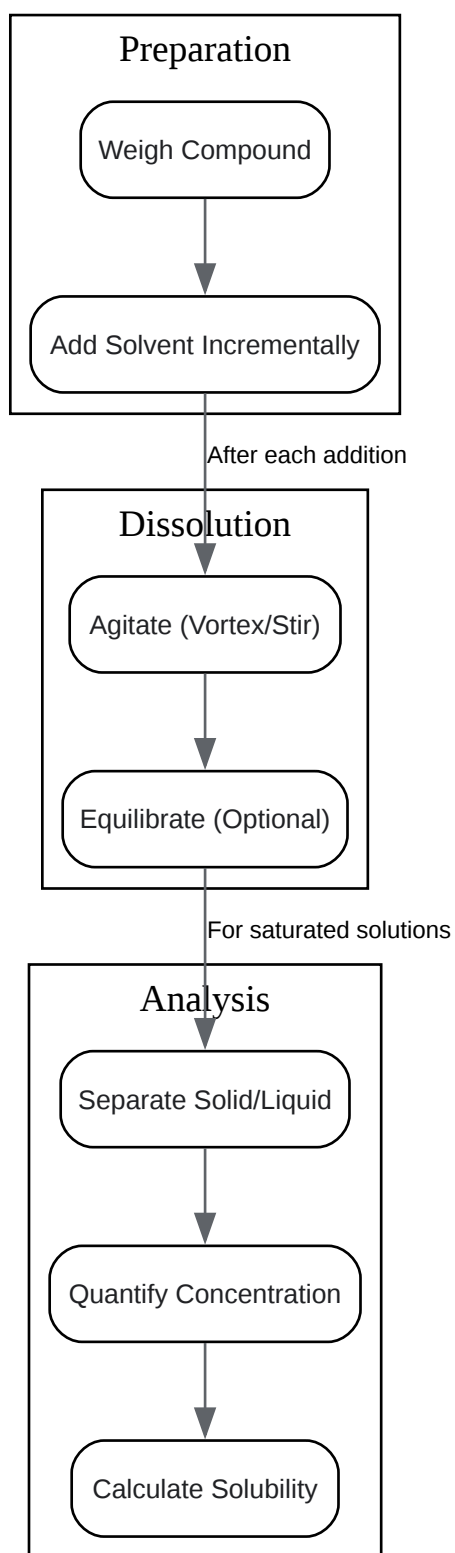 Preparation
Weigh Compound
Add Solvent Incrementally
After each addition
Dissolution
Agitate (Vortex/Stir)
Equilibrate (Optional)
For saturated solutions
Analysis
Separate Solid/Liquid
Quantify Concentration
Calculate Solubility